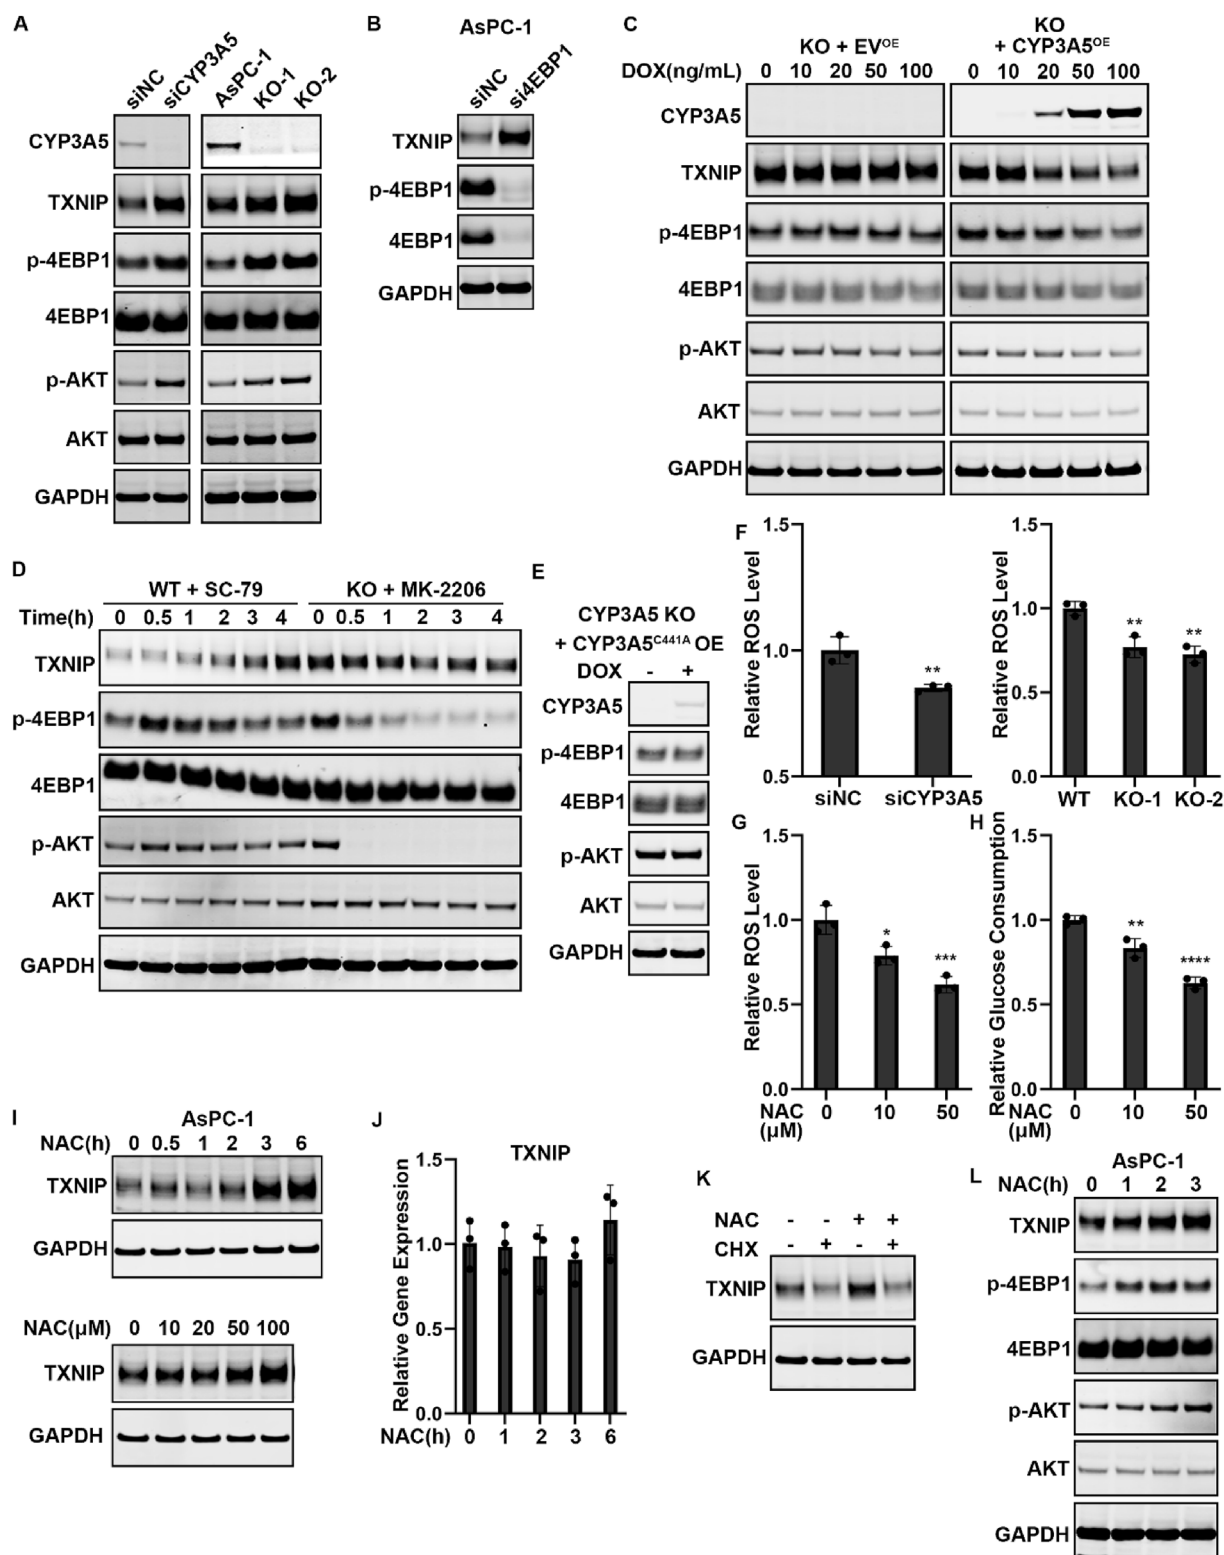 A
siNC siCYP3A5 AsPC-1 KO-1 KO-2
CYP3A5
TXNIP
p-4EBP1
4EBP1
p-AKT
AKT
GAPDH
B
AsPC-1
siNC si4EBP1
TXNIP
p-4EBP1
4EBP1
GAPDH
C
KO + EVOE
KO
+ CYP3A5OE
DOX(ng/mL) 0 10 20 50 100 0 10 20 50 100
CYP3A5
TXNIP
p-4EBP1
4EBP1
p-AKT
AKT
GAPDH
D
WT + SC-79 KO + MK-2206
Time(h) 0 0.5 1 2 3 4 0 0.5 1 2 3 4
TXNIP
p-4EBP1
4EBP1
p-AKT
AKT
GAPDH
E
CYP3A5 KO
+ CYP3A5C441A OE
DOX - +
CYP3A5
p-4EBP1
4EBP1
p-AKT
AKT
GAPDH
F
Relative ROS Level
1.5
1.0
0.5
**
siNC siCYP3A5
Relative ROS Level
1.5
1.0
0.5
0.0
** **
WT KO-1 KO-2
G
Relative ROS Level
1.5
1.0
0.5
0.0
* ***
NAC 0 10 50
(μM)
H
Relative Glucose Consumption
1.5
1.0
0.5
0.0
** ****
NAC 0 10 50
(μM)
I
AsPC-1
NAC(h) 0 0.5 1 2 3 6
TXNIP
GAPDH
NAC(μM) 0 10 20 50 100
TXNIP
GAPDH
J
TXNIP
Relative Gene Expression
1.5
1.0
0.5
0.0
NAC(h) 0 1 2 3 6
K
NAC - - + +
CHX - + - +
TXNIP
GAPDH
L
AsPC-1
NAC(h) 0 1 2 3
TXNIP
p-4EBP1
4EBP1
p-AKT
AKT
GAPDH